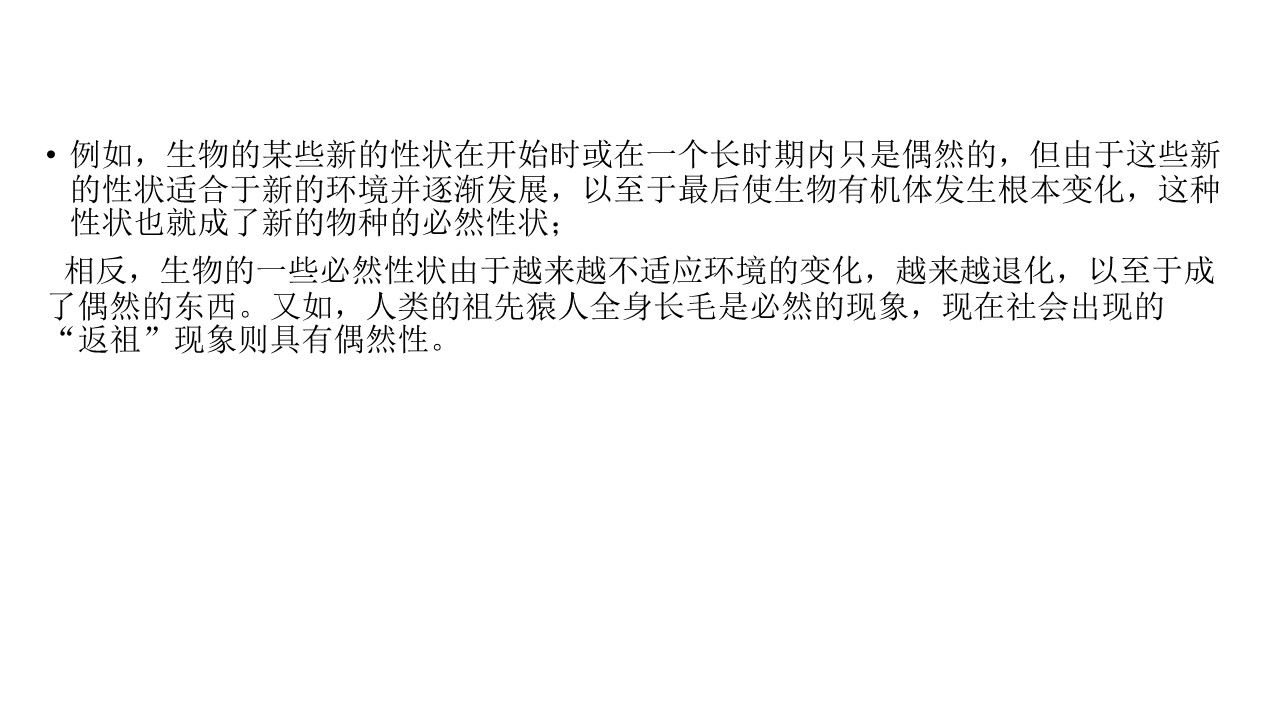 • 例如，生物的某些新的性状在开始时或在一个长时期内只是偶然的，但由于这些新
的性状适合于新的环境并逐渐发展，以至于最后使生物有机体发生根本变化，这种
性状也就成了新的物种的必然性状；
相反，生物的一些必然性状由于越来越不适应环境的变化，越来越退化，以至于成
了偶然的东西。又如，人类的祖先猿人全身长毛是必然的现象，现在社会出现的
“返祖”现象则具有偶然性。